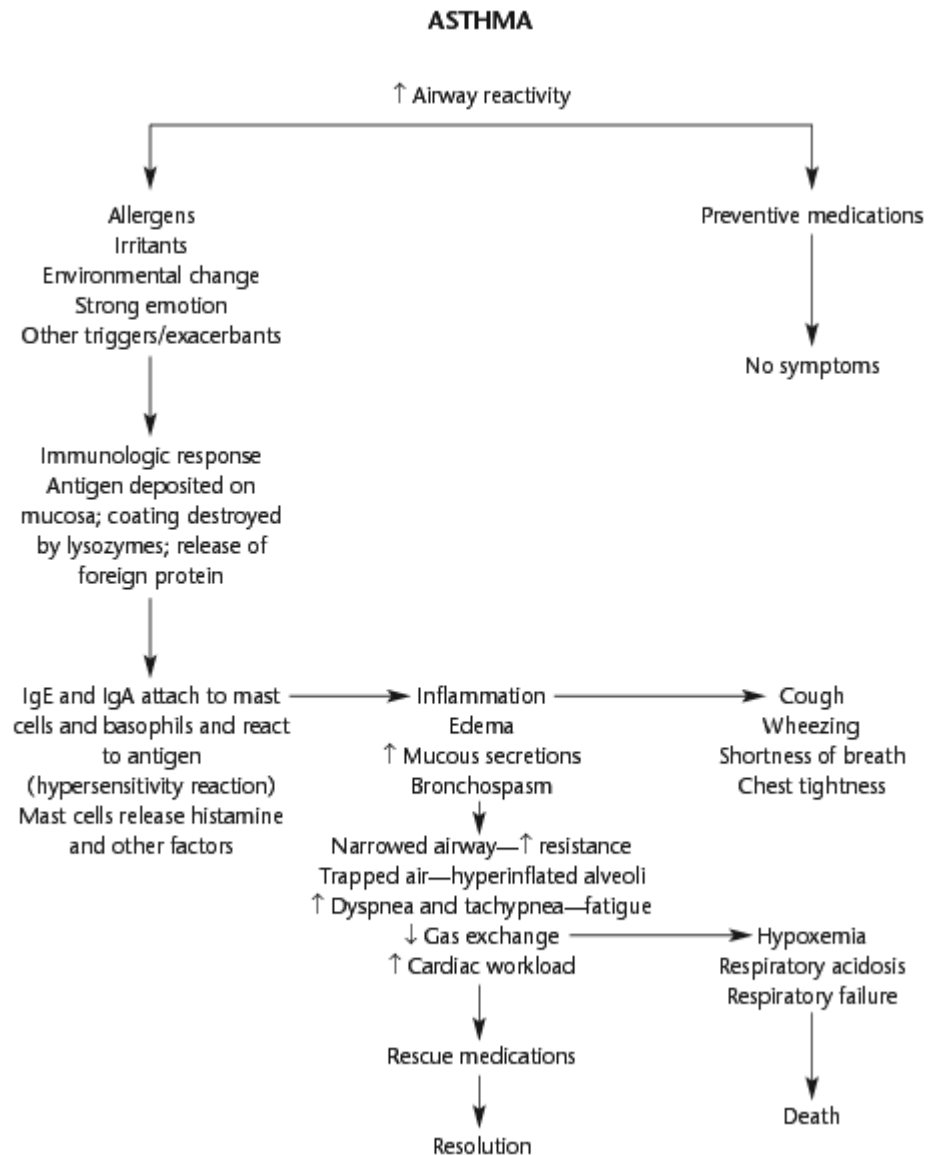 ASTHMA
↑ Airway reactivity
Allergens
Irritants
Environmental change
Strong emotion
Other triggers/exacerbants
Preventive medications
No symptoms
Immunologic response
Antigen deposited on
mucosa; coating destroyed
by lysozymes; release of
foreign protein
IgE and IgA attach to mast
cells and basophils and react
to antigen
(hypersensitivity reaction)
Mast cells release histamine
and other factors
Inflammation
Edema
↑ Mucous secretions
Bronchospasm
Cough
Wheezing
Shortness of breath
Chest tightness
Narrowed airway—↑ resistance
Trapped air—hyperinflated alveoli
↑ Dyspnea and tachypnea—fatigue
↓ Gas exchange
↑ Cardiac workload
Hypoxemia
Respiratory acidosis
Respiratory failure
Rescue medications
Resolution
Death